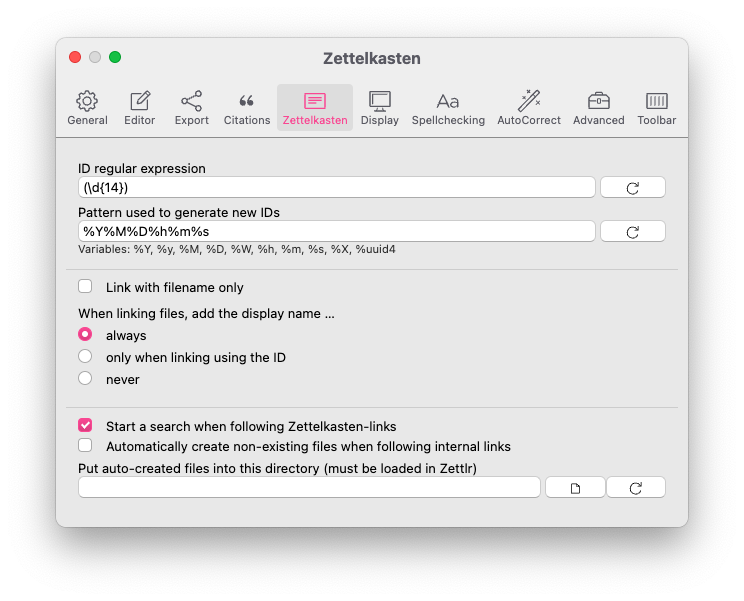 Zettelkasten
General Editor Export Citations Zettelkasten Display Spellchecking AutoCorrect Advanced Toolbar
ID regular expression
(\d{14})
Pattern used to generate new IDs
%Y%M%D%h%m%s
Variables: %Y, %y, %M, %D, %W, %h, %m, %s, %X, %uuid4
Link with filename only
When linking files, add the display name ...
always
only when linking using the ID
never
Start a search when following Zettelkasten-links
Automatically create non-existing files when following internal links
Put auto-created files into this directory (must be loaded in Zettlr)